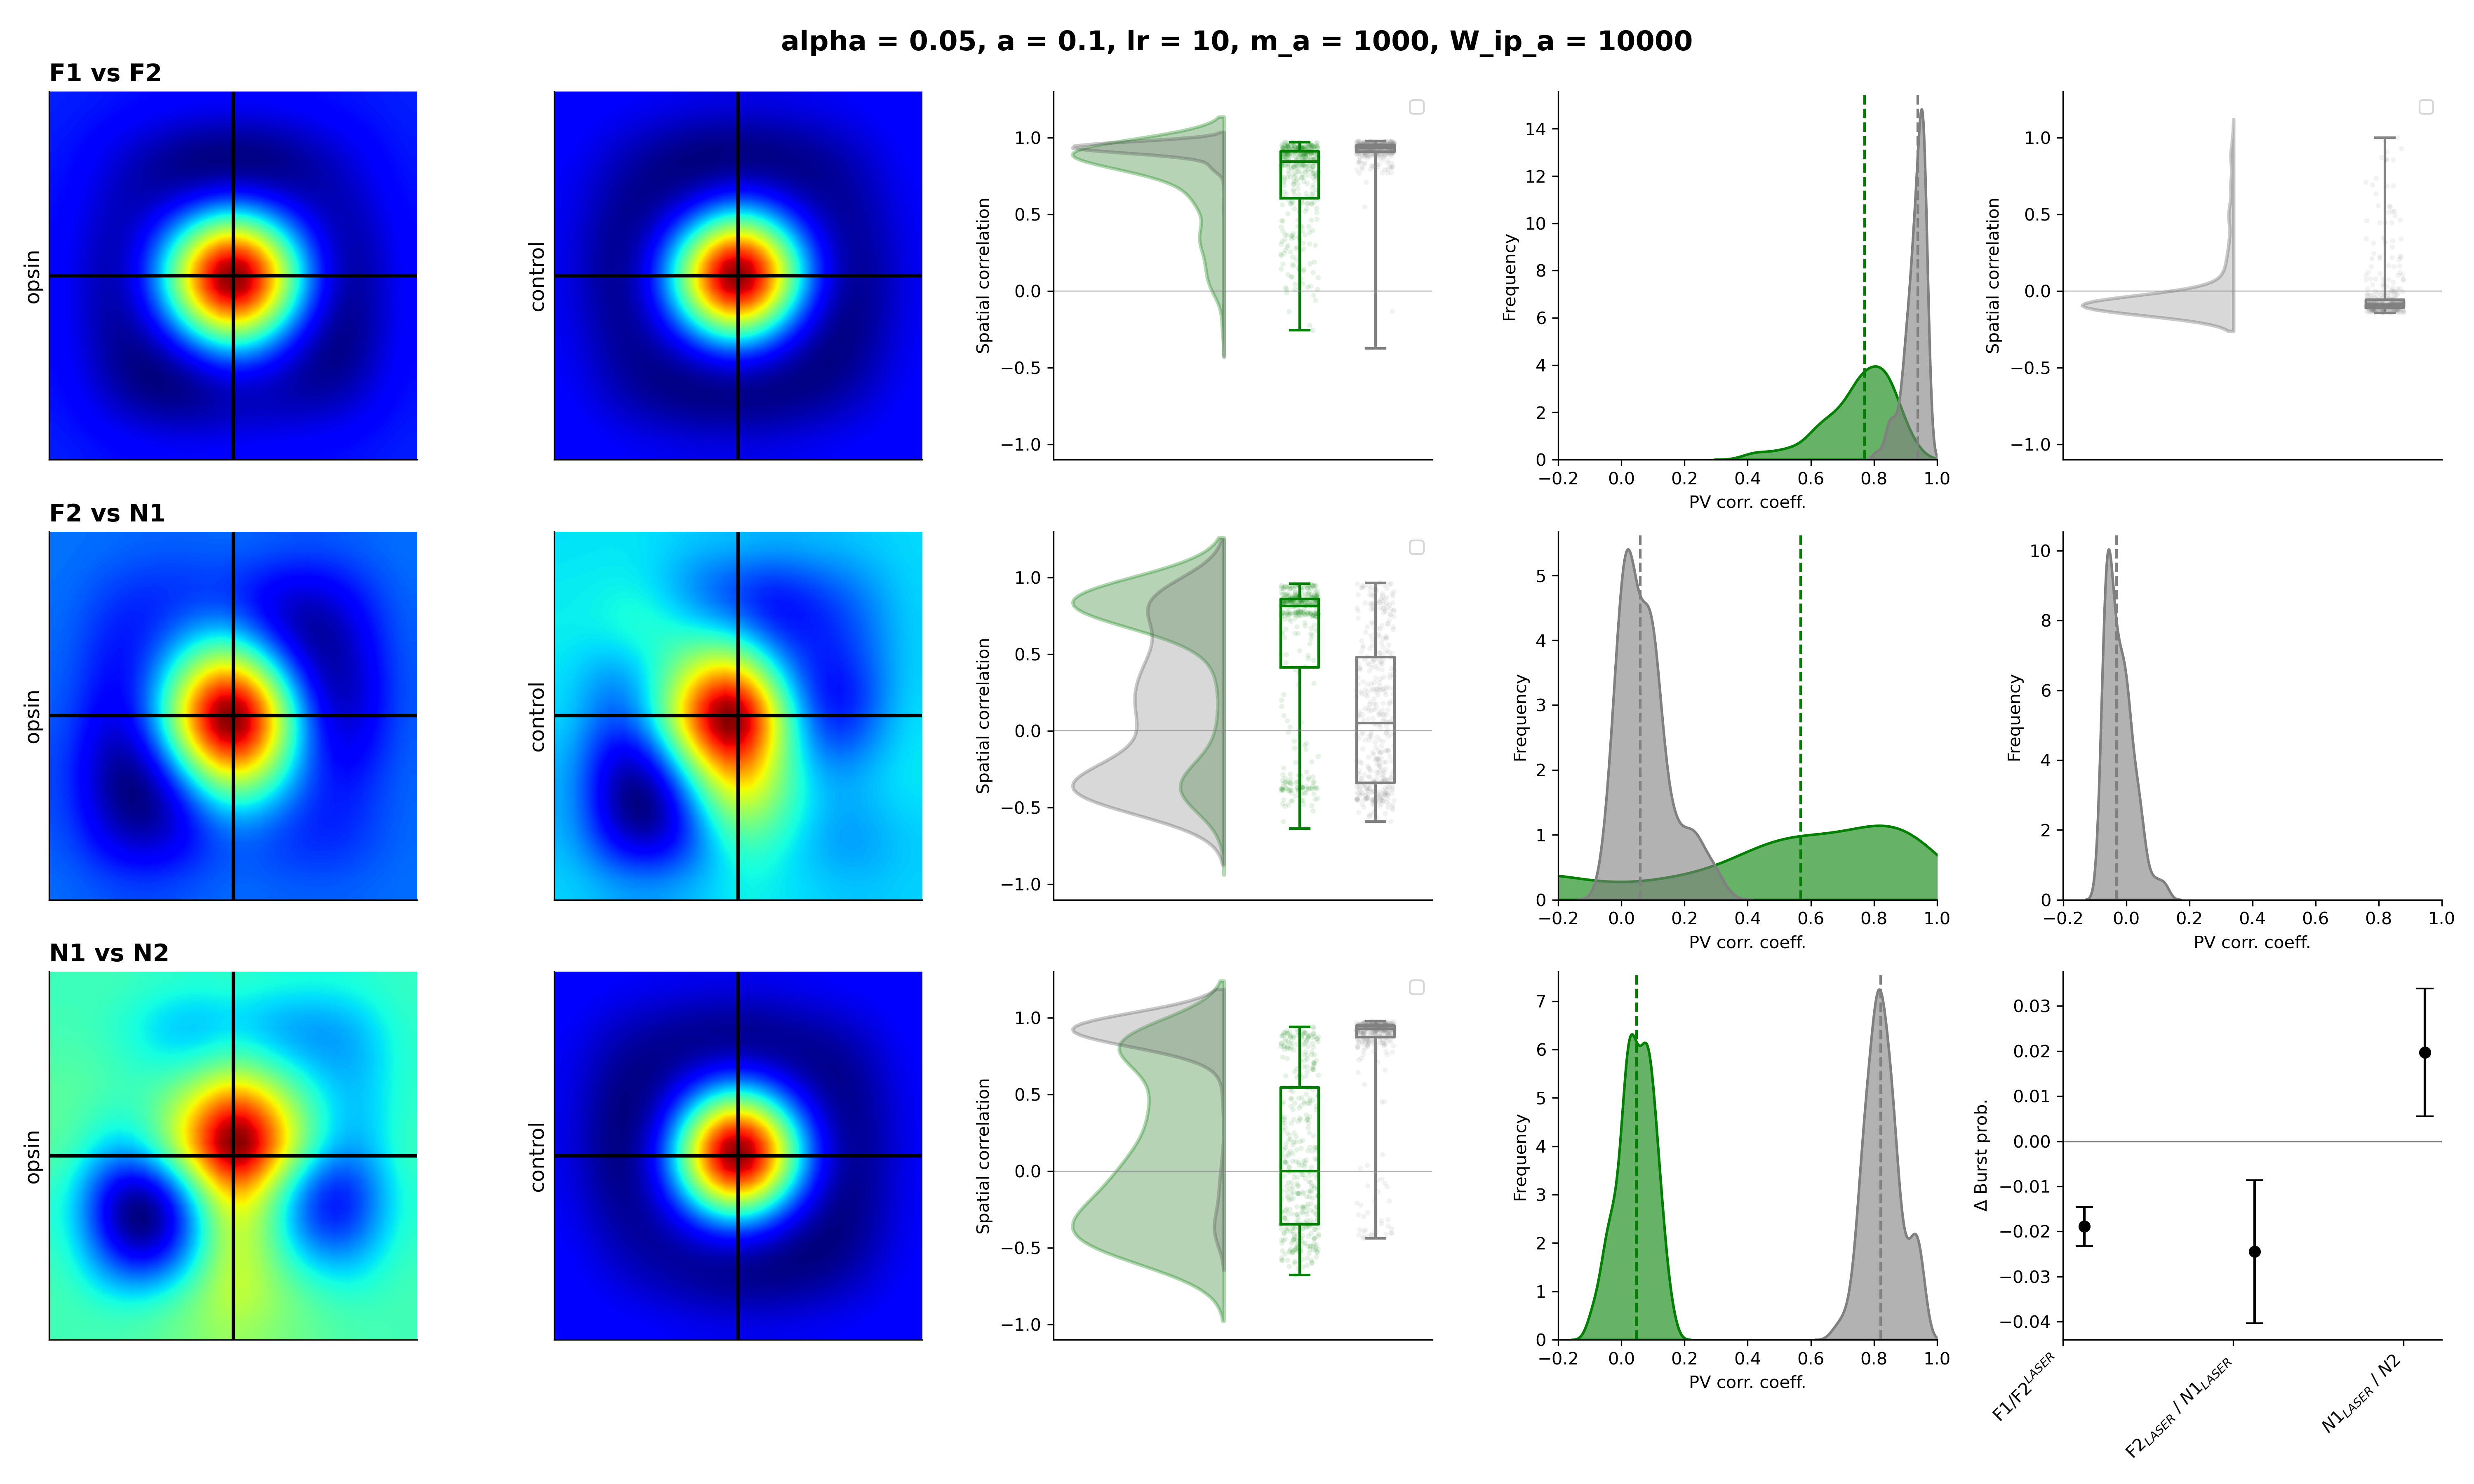 alpha = 0.05, a = 0.1, lr = 10, m_a = 1000, W_ip_a = 10000
F1 vs F2
opsin
control
Spatial correlation
1.0
0.5
0.0
−0.5
−1.0
Frequency
14
12
10
8
6
4
2
0
−0.2 0.0 0.2 0.4 0.6 0.8 1.0
PV corr. coeff.
Spatial correlation
1.0
0.5
0.0
−0.5
−1.0
F2 vs N1
opsin
control
Spatial correlation
1.0
0.5
0.0
−0.5
−1.0
Frequency
5
4
3
2
1
0
−0.2 0.0 0.2 0.4 0.6 0.8 1.0
PV corr. coeff.
Frequency
10
8
6
4
2
0
−0.2 0.0 0.2 0.4 0.6 0.8 1.0
PV corr. coeff.
N1 vs N2
opsin
control
Spatial correlation
1.0
0.5
0.0
−0.5
−1.0
Frequency
7
6
5
4
3
2
1
0
−0.2 0.0 0.2 0.4 0.6 0.8 1.0
PV corr. coeff.
Δ Burst prob.
0.03
0.02
0.01
0.00
−0.01
−0.02
−0.03
−0.04
F1/F2^LASER
F2_LASER / N1_LASER
N1_LASER / N2